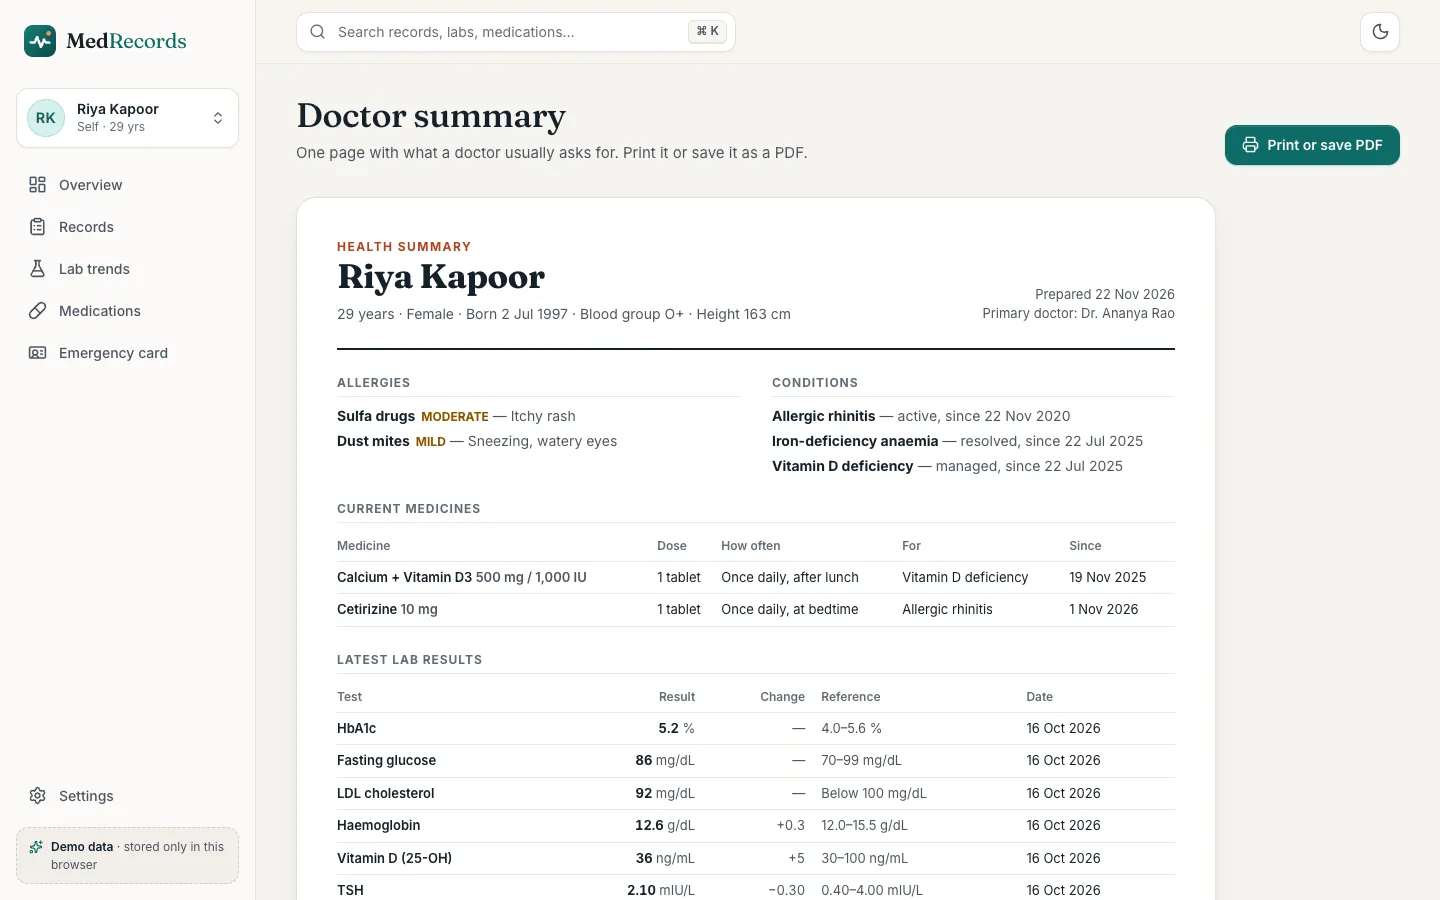 MedRecords
Search records, labs, medications...
⌘ K
RK
Riya Kapoor
Self · 29 yrs
Overview
Records
Lab trends
Medications
Emergency card
Settings
Demo data · stored only in this
browser
Doctor summary
One page with what a doctor usually asks for. Print it or save it as a PDF.
Print or save PDF
HEALTH SUMMARY
Riya Kapoor
29 years · Female · Born 2 Jul 1997 · Blood group O+ · Height 163 cm
Prepared 22 Nov 2026
Primary doctor: Dr. Ananya Rao
ALLERGIES
Sulfa drugs MODERATE — Itchy rash
Dust mites MILD — Sneezing, watery eyes
CONDITIONS
Allergic rhinitis — active, since 22 Nov 2020
Iron-deficiency anaemia — resolved, since 22 Jul 2025
Vitamin D deficiency — managed, since 22 Jul 2025
CURRENT MEDICINES
Medicine Dose How often For Since
Calcium + Vitamin D3 500 mg / 1,000 IU 1 tablet Once daily, after lunch Vitamin D deficiency 19 Nov 2025
Cetirizine 10 mg 1 tablet Once daily, at bedtime Allergic rhinitis 1 Nov 2026
LATEST LAB RESULTS
Test Result Change Reference Date
HbA1c 5.2 % — 4.0–5.6 % 16 Oct 2026
Fasting glucose 86 mg/dL — 70–99 mg/dL 16 Oct 2026
LDL cholesterol 92 mg/dL — Below 100 mg/dL 16 Oct 2026
Haemoglobin 12.6 g/dL +0.3 12.0–15.5 g/dL 16 Oct 2026
Vitamin D (25-OH) 36 ng/mL +5 30–100 ng/mL 16 Oct 2026
TSH 2.10 mIU/L −0.30 0.40–4.00 mIU/L 16 Oct 2026